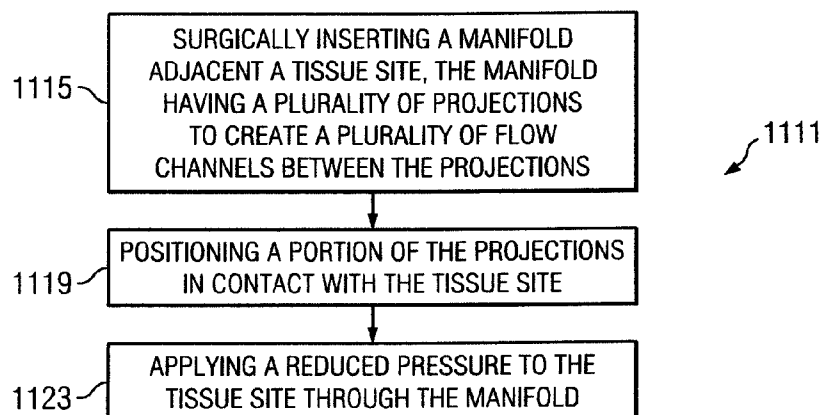 SURGICALLY INSERTING A MANIFOLD
ADJACENT A TISSUE SITE, THE MANIFOLD
HAVING A PLURALITY OF PROJECTIONS
TO CREATE A PLURALITY OF FLOW
CHANNELS BETWEEN THE PROJECTIONS
1115
1111
POSITIONING A PORTION OF THE PROJECTIONS
IN CONTACT WITH THE TISSUE SITE
1119
APPLYING A REDUCED PRESSURE TO THE
TISSUE SITE THROUGH THE MANIFOLD
1123